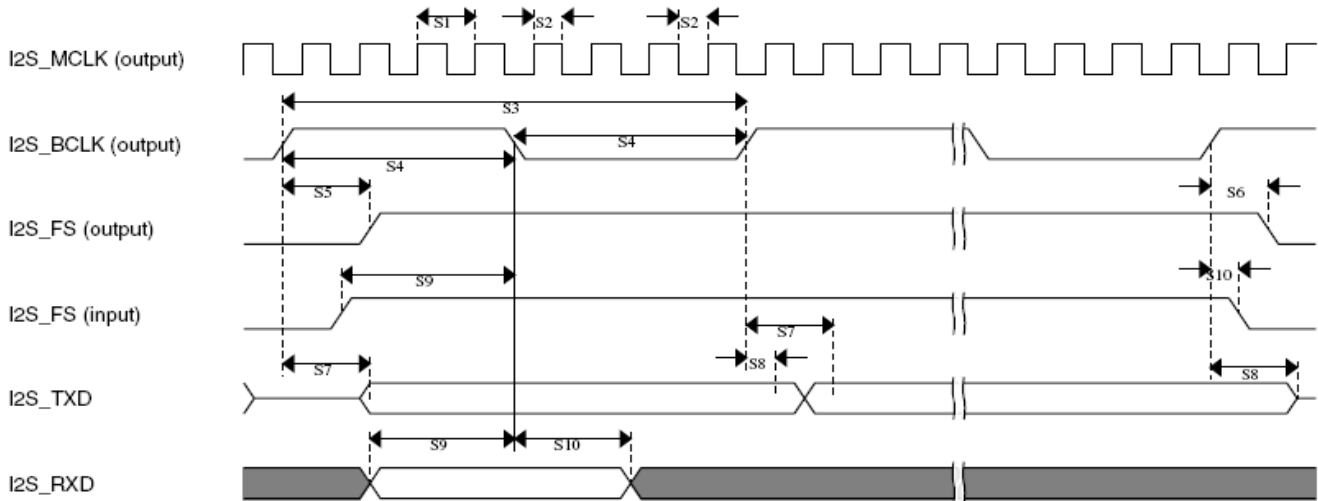 S1 S2 S2
I2S_MCLK (output)
S3
I2S_BCLK (output)
S4
S4
S5 S6
I2S_FS (output)
S9 S10
I2S_FS (input)
S7
S7 S8 S8
I2S_TXD
S9 S10
I2S_RXD